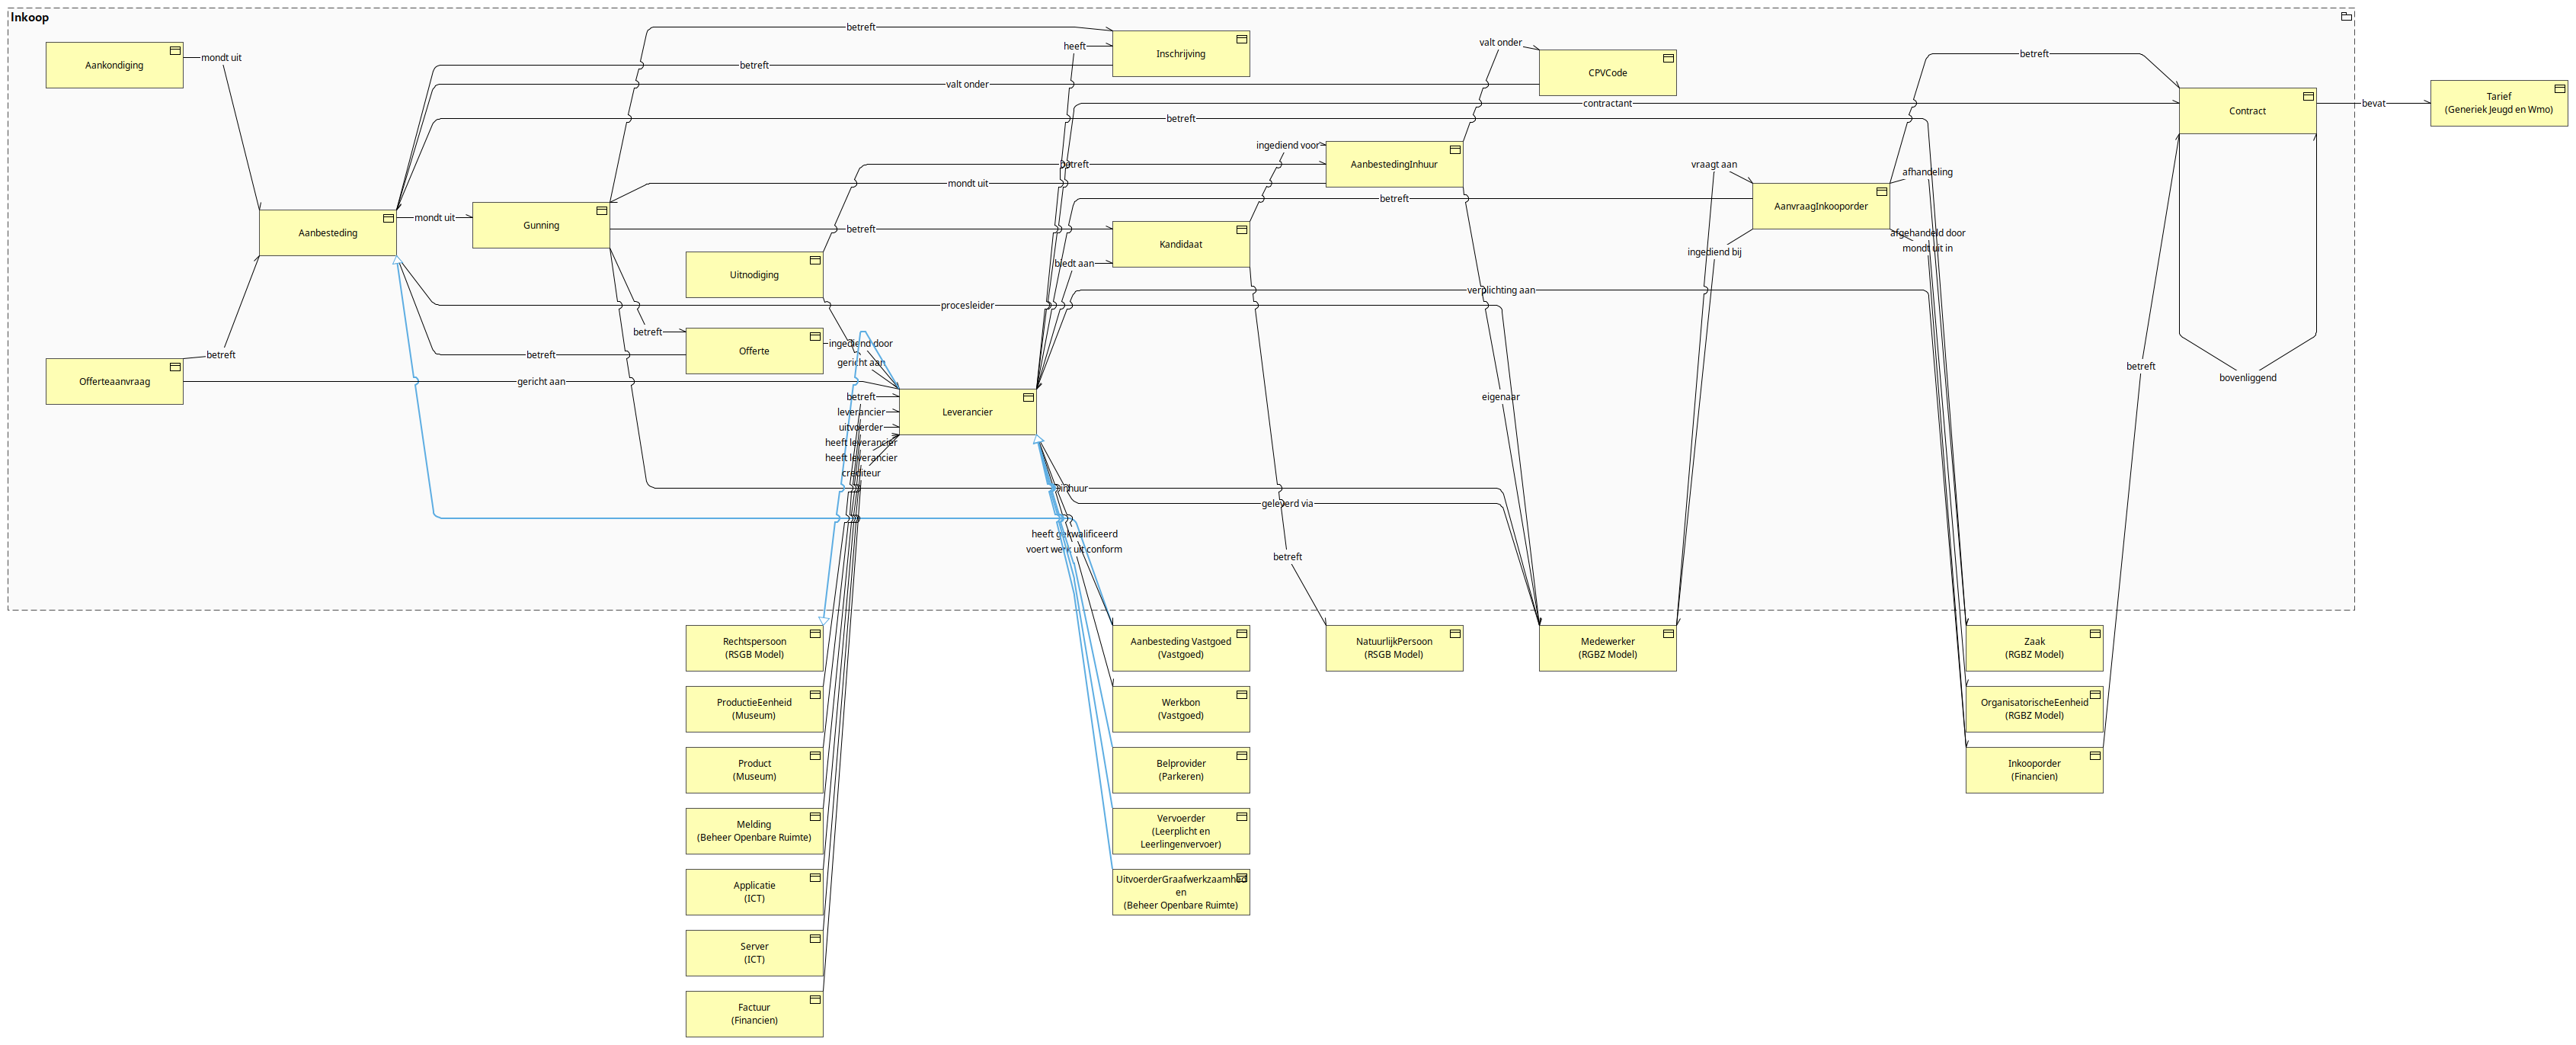 Inkoop
betreft
Aankondiging
mondt uit
heeft
Inschrijving
valt onder
CPVCode
betreft
betreft
valt onder
contractant
Contract
bevat
Tarief
(Generiek Jeugd en Wmo)
betreft
ingediend voor
AanbestedingInhuur
betreft
mondt uit
vraagt aan
afhandeling
AanvraagInkooporder
betreft
Aanbesteding
mondt uit
Gunning
betreft
Kandidaat
afgehandeld door
mondt uit in
ingediend bij
Uitnodiging
biedt aan
verplichting aan
procesleider
betreft
Offerte
ingediend door
gericht aan
betreft
betreft
Offerteaanvraag
gericht aan
betreft
bovenliggend
betreft
leverancier
uitvoerder
heeft leverancier
heeft leverancier
crediteur
Leverancier
eigenaar
inhuur
geleverd via
heeft gekwalificeerd
voert werk uit conform
betreft
Rechtspersoon
(RSGB Model)
Aanbesteding Vastgoed
(Vastgoed)
NatuurlijkPersoon
(RSGB Model)
Medewerker
(RGBZ Model)
Zaak
(RGBZ Model)
ProductieEenheid
(Museum)
Werkbon
(Vastgoed)
OrganisatorischeEenheid
(RGBZ Model)
Product
(Museum)
Belprovider
(Parkeren)
Inkooporder
(Financien)
Melding
(Beheer Openbare Ruimte)
Vervoerder
(Leerplicht en
Leerlingenvervoer)
Applicatie
(ICT)
UitvoerderGraafwerkzaamhed
en
(Beheer Openbare Ruimte)
Server
(ICT)
Factuur
(Financien)